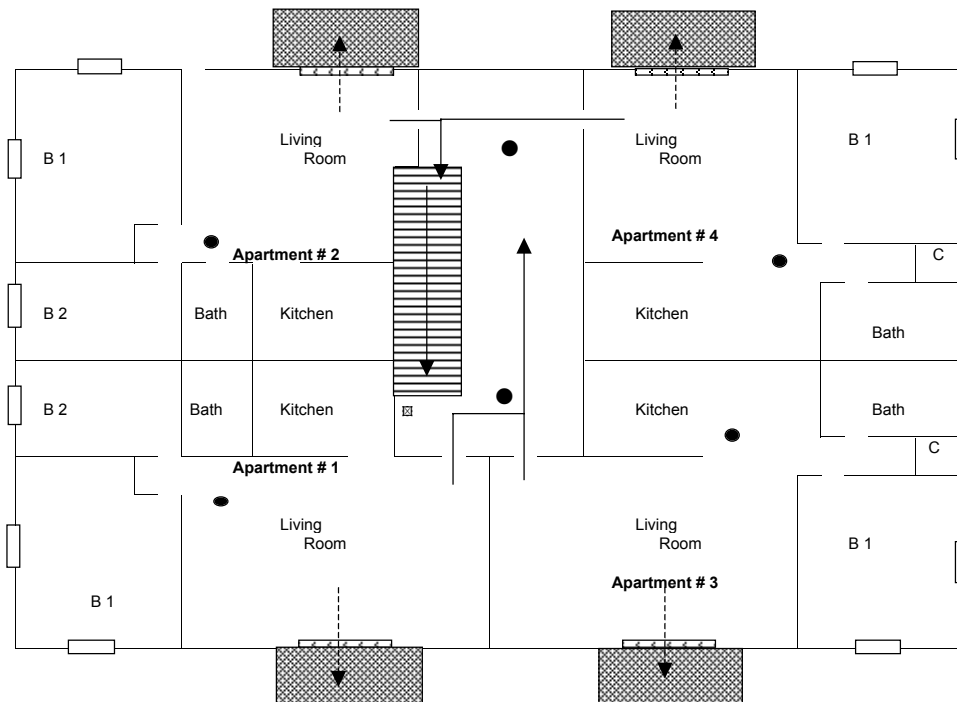 Living
Room
Living
Room
B 1
B 1
Apartment # 2
Apartment # 4
C
B 2
Bath
Kitchen
Kitchen
Bath
B 2
Bath
Kitchen
Kitchen
Bath
Apartment # 1
C
Living
Room
Living
Room
B 1
Apartment # 3
B 1